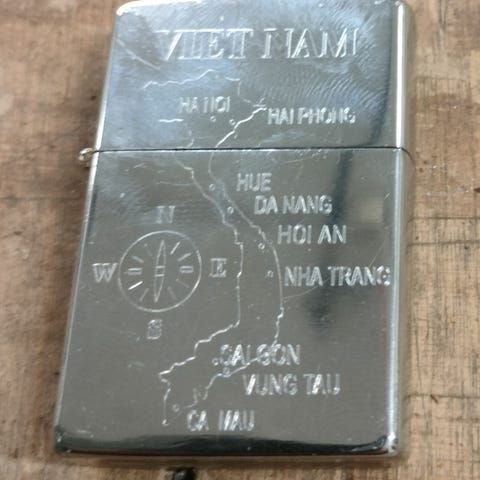 VIET NAM
HA NOI
HAI PHONG
HUE
DA NANG
HOI AN
N
W
E
NHA TRANG
S
SAIGON
VUNG TAU
CA MAU